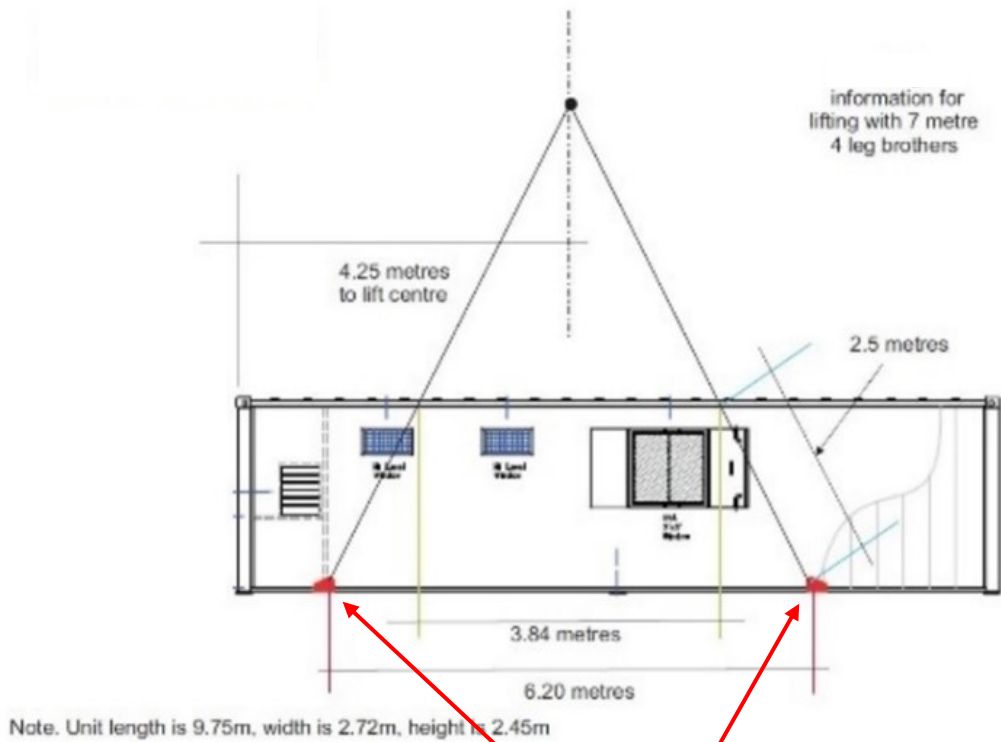 information for
lifting with 7 metre
4 leg brothers
4.25 metres
to lift centre
2.5 metres
3.84 metres
6.20 metres
Note. Unit length is 9.75m, width is 2.72m, height is 2.45m